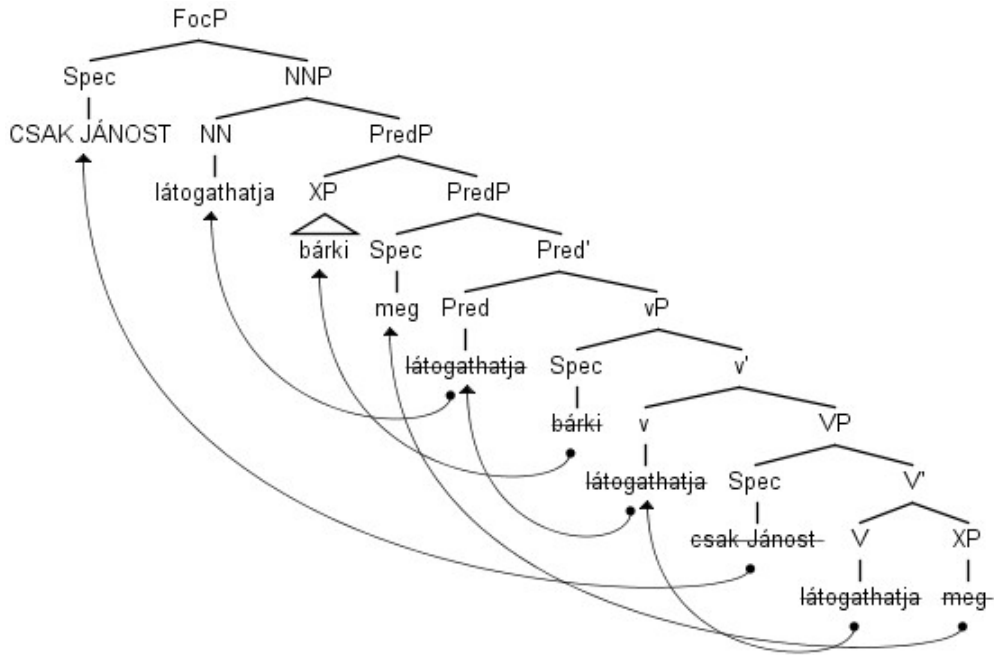 FocP
Spec NNP
CSAK JÁNOST NN PredP
látogathatja XP PredP
bárki Spec Pred'
meg Pred vP
látogathatja Spec v'
bárki v VP
látogathatja Spec V'
csak Jánost V XP
látogathatja meg